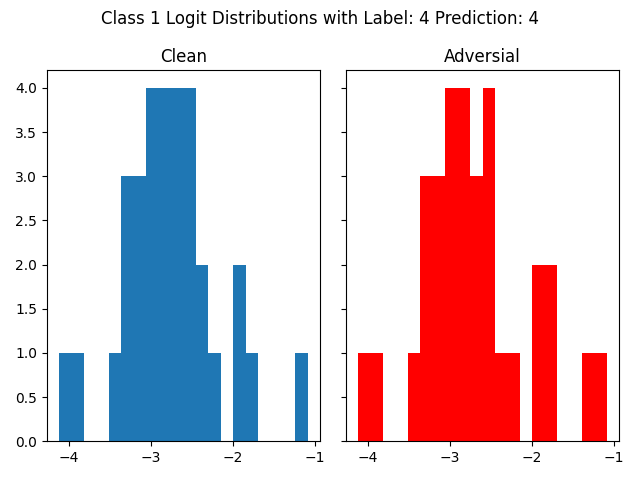 Class 1 Logit Distributions with Label: 4 Prediction: 4
Clean
Adversial
4.0
3.5
3.0
2.5
2.0
1.5
1.0
0.5
0.0
−4 −3 −2 −1
−4 −3 −2 −1